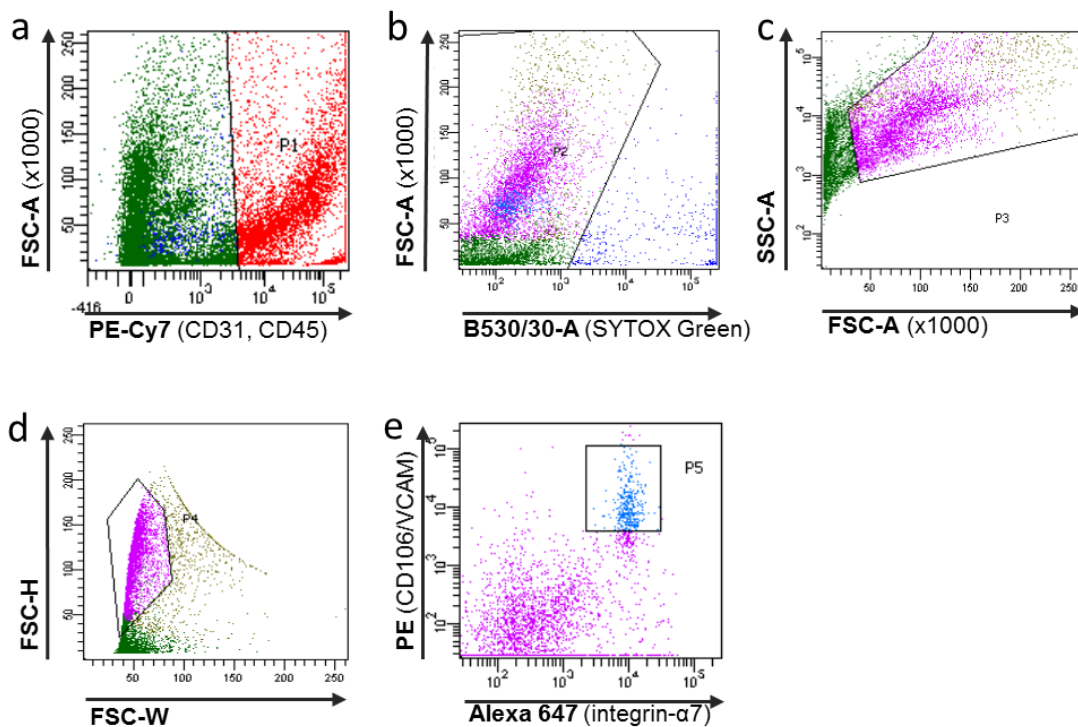 a
250
200
150
100
50
P1
-416
0
10³
10⁴
10⁵
FSC-A (x1000)
PE-Cy7 (CD31, CD45)
b
250
200
150
100
50
P2
10²
10³
10⁴
10⁵
FSC-A (x1000)
B530/30-A (SYTOX Green)
c
10⁵
10⁴
10³
10²
P3
50
100
150
200
250
SSC-A
FSC-A (x1000)
d
250
200
150
100
50
P4
50
100
150
200
250
FSC-H
FSC-W
e
10⁵
10⁴
10³
10²
P5
10²
10³
10⁴
10⁵
PE (CD106/VCAM)
Alexa 647 (integrin-α7)